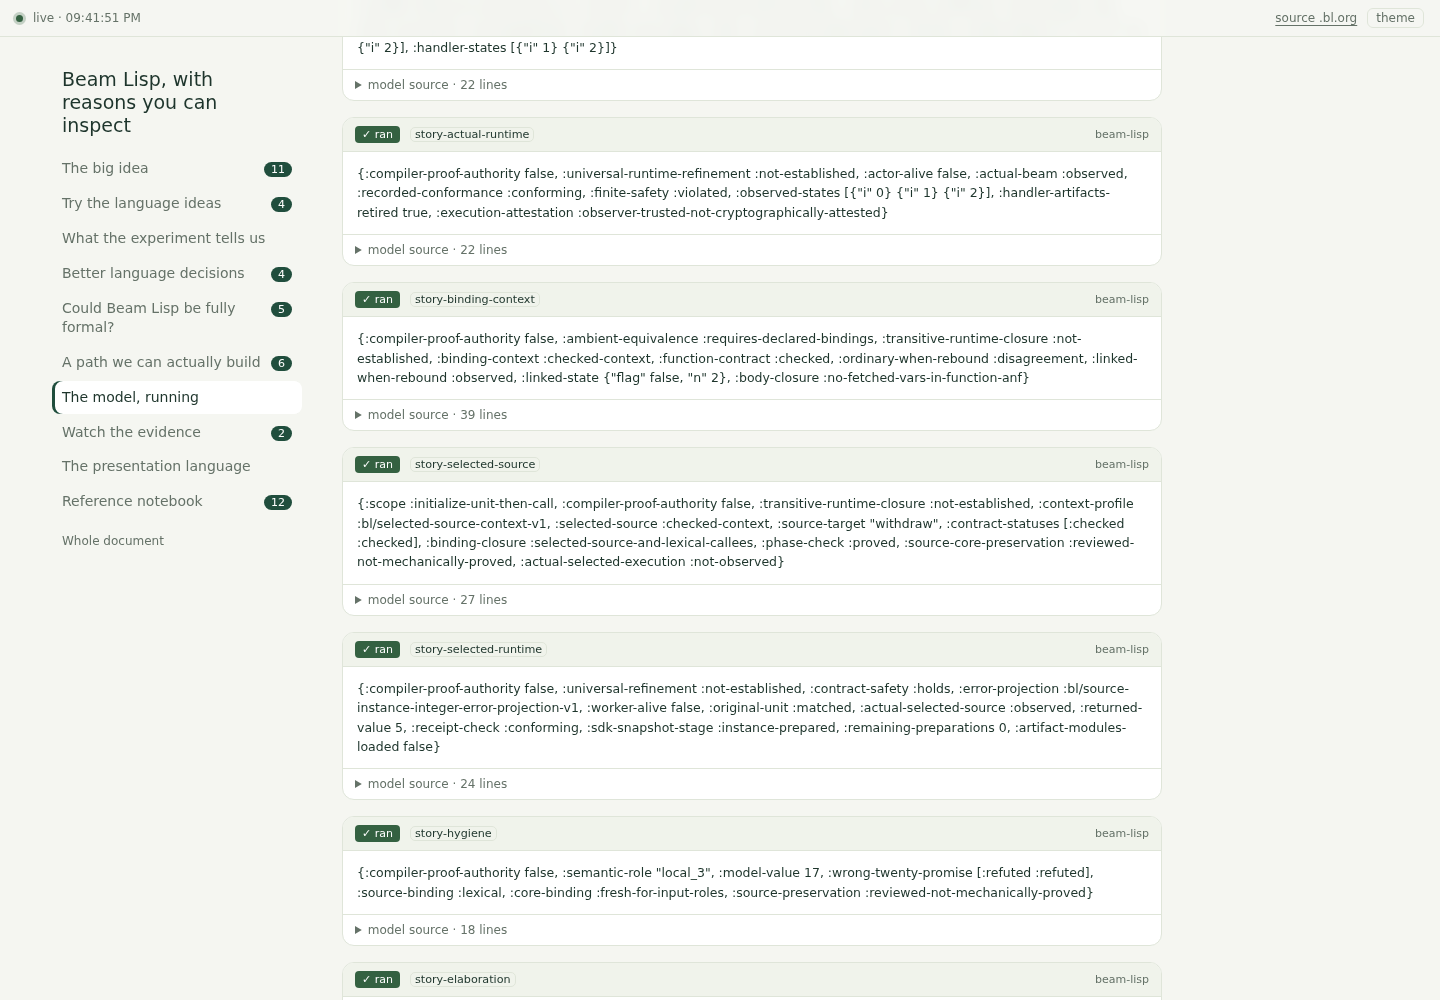 live · 09:41:51 PM
source .bl.org
theme
Beam Lisp, with
reasons you can
inspect
The big idea 11
Try the language ideas 4
What the experiment tells us
Better language decisions 4
Could Beam Lisp be fully
formal? 5
A path we can actually build 6
The model, running
Watch the evidence 2
The presentation language
Reference notebook 12
Whole document
{"i" 2}], :handler-states [{"i" 1} {"i" 2}]}
▶ model source · 22 lines
✓ ran story-actual-runtime beam-lisp
{:compiler-proof-authority false, :universal-runtime-refinement :not-established, :actor-alive false, :actual-beam :observed,
:recorded-conformance :conforming, :finite-safety :violated, :observed-states [{"i" 0} {"i" 1} {"i" 2}], :handler-artifacts-
retired true, :execution-attestation :observer-trusted-not-cryptographically-attested}
▶ model source · 22 lines
✓ ran story-binding-context beam-lisp
{:compiler-proof-authority false, :ambient-equivalence :requires-declared-bindings, :transitive-runtime-closure :not-
established, :binding-context :checked-context, :function-contract :checked, :ordinary-when-rebound :disagreement, :linked-
when-rebound :observed, :linked-state {"flag" false, "n" 2}, :body-closure :no-fetched-vars-in-function-anf}
▶ model source · 39 lines
✓ ran story-selected-source beam-lisp
{:scope :initialize-unit-then-call, :compiler-proof-authority false, :transitive-runtime-closure :not-established, :context-profile
:bl/selected-source-context-v1, :selected-source :checked-context, :source-target "withdraw", :contract-statuses [:checked
:checked], :binding-closure :selected-source-and-lexical-callees, :phase-check :proved, :source-core-preservation :reviewed-
not-mechanically-proved, :actual-selected-execution :not-observed}
▶ model source · 27 lines
✓ ran story-selected-runtime beam-lisp
{:compiler-proof-authority false, :universal-refinement :not-established, :contract-safety :holds, :error-projection :bl/source-
instance-integer-error-projection-v1, :worker-alive false, :original-unit :matched, :actual-selected-source :observed, :returned-
value 5, :receipt-check :conforming, :sdk-snapshot-stage :instance-prepared, :remaining-preparations 0, :artifact-modules-
loaded false}
▶ model source · 24 lines
✓ ran story-hygiene beam-lisp
{:compiler-proof-authority false, :semantic-role "local_3", :model-value 17, :wrong-twenty-promise [:refuted :refuted],
:source-binding :lexical, :core-binding :fresh-for-input-roles, :source-preservation :reviewed-not-mechanically-proved}
▶ model source · 18 lines
✓ ran story-elaboration beam-lisp